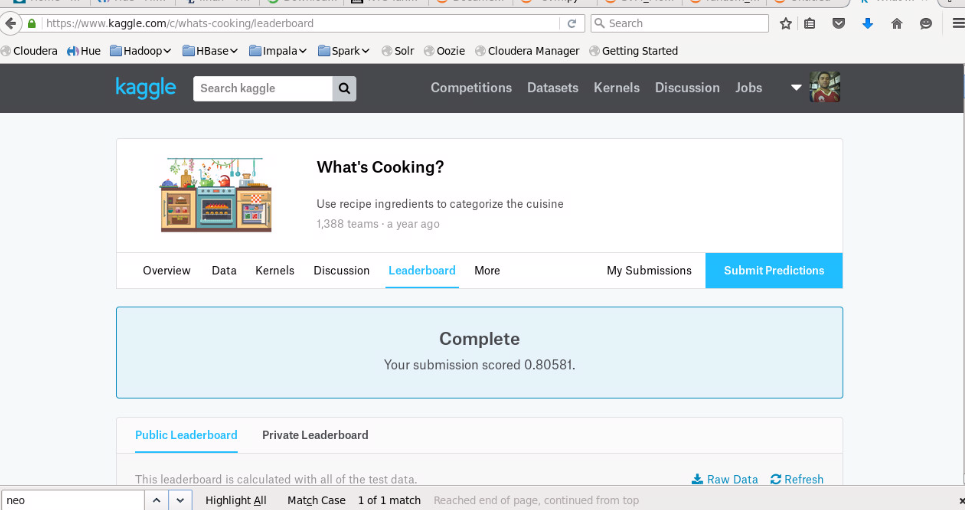 https://www.kaggle.com/c/whats-cooking/leaderboard
Search
Cloudera Hue Hadoop HBase Impala Spark Solr Oozie Cloudera Manager Getting Started
kaggle Search kaggle Competitions Datasets Kernels Discussion Jobs
What's Cooking?
Use recipe ingredients to categorize the cuisine
1,388 teams · a year ago
Overview Data Kernels Discussion Leaderboard More My Submissions Submit Predictions
Complete
Your submission scored 0.80581.
Public Leaderboard Private Leaderboard
This leaderboard is calculated with all of the test data. Raw Data Refresh
neo Highlight All Match Case 1 of 1 match Reached end of page, continued from top